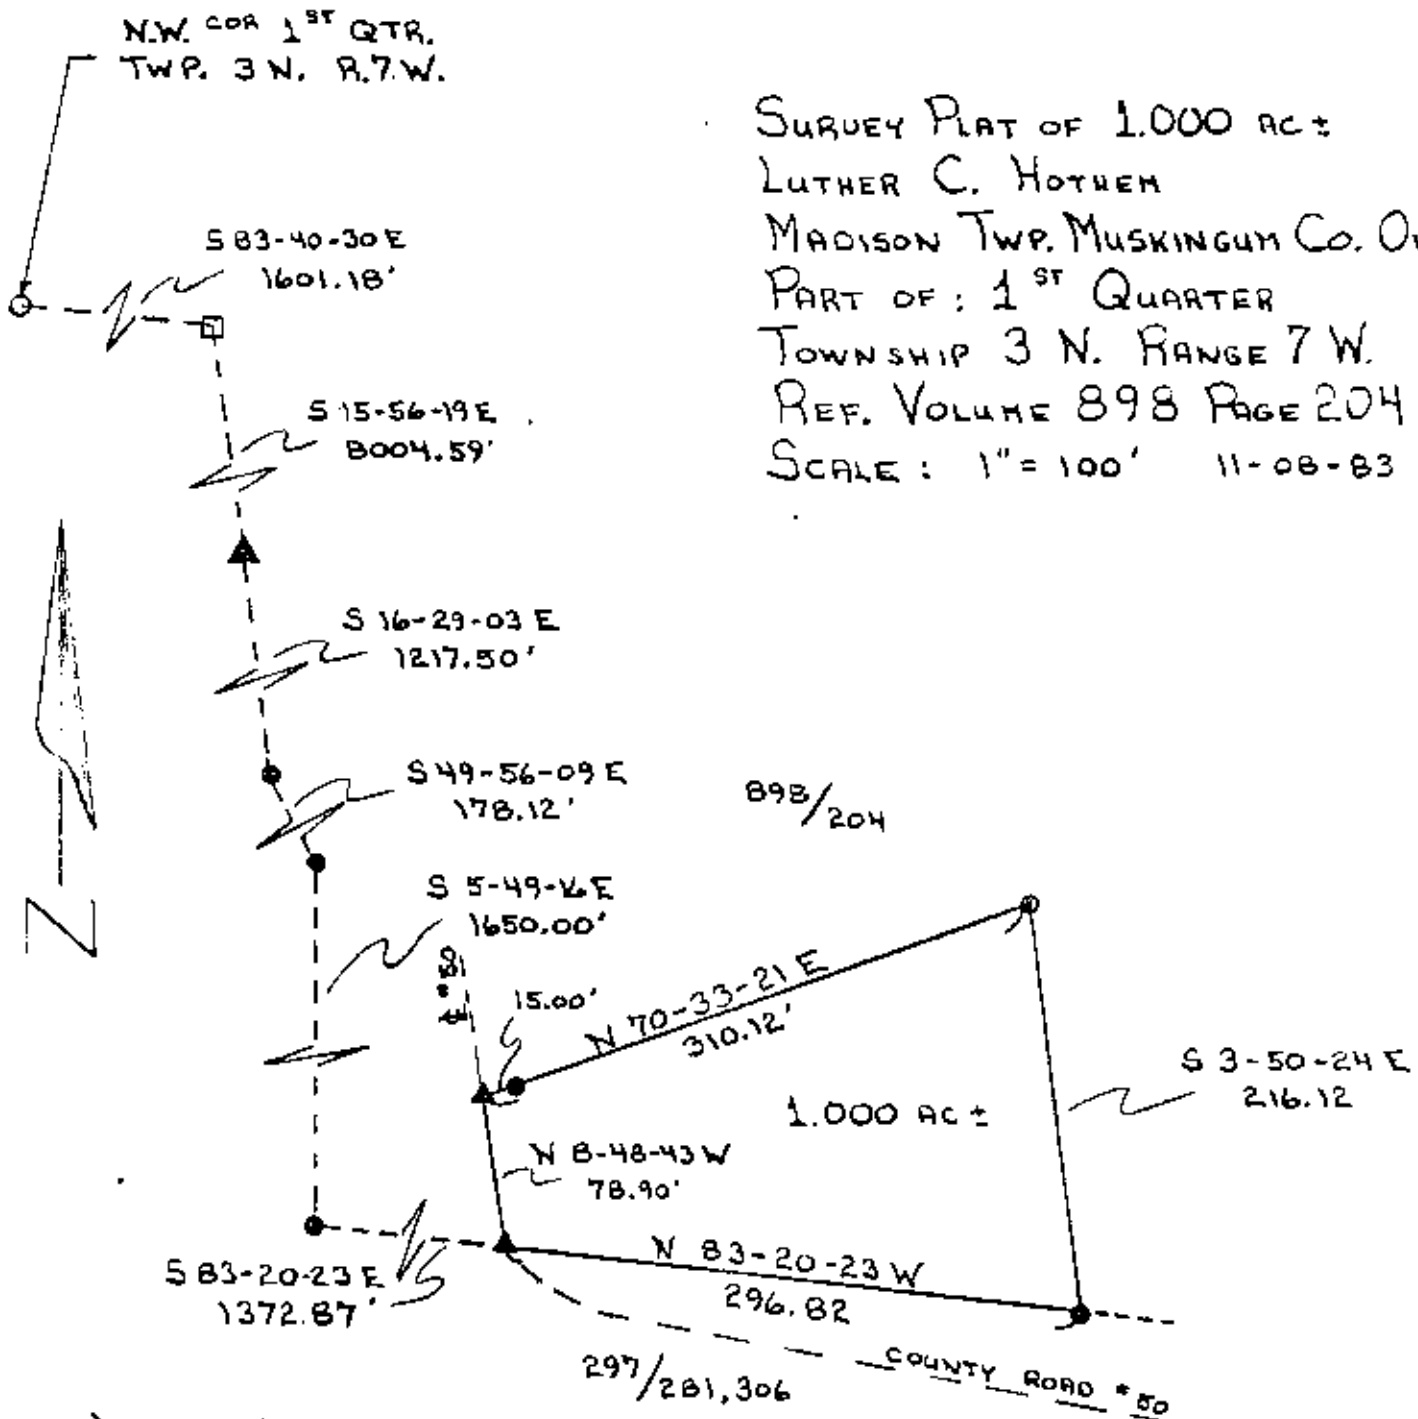 N.W. COR 1ST QTR.
TWP. 3 N. R.7.W.
SURVEY PLAT OF 1.000 AC ±
LUTHER C. HOTHEM
MADISON TWP. MUSKINGUM CO.
PART OF : 1ST QUARTER
TOWNSHIP 3 N. RANGE 7 W.
REF. VOLUME 898 PAGE 204
SCALE : 1" = 100' 11-08-83
S 83-40-30 E
1601.18'
S 15-56-19 E
8004.59'
S 16-29-03 E
1217.50'
S 49-56-09 E
178.12'
898/204
S 5-49-16 E
1650.00'
15.00'
N 70-33-21 E
310.12'
S 3-50-24 E
216.12
1.000 AC ±
N 8-48-43 W
78.90'
N 83-20-23 W
296.82
S 83-20-23 E
1372.87'
297/281,306
COUNTY ROAD #50
N